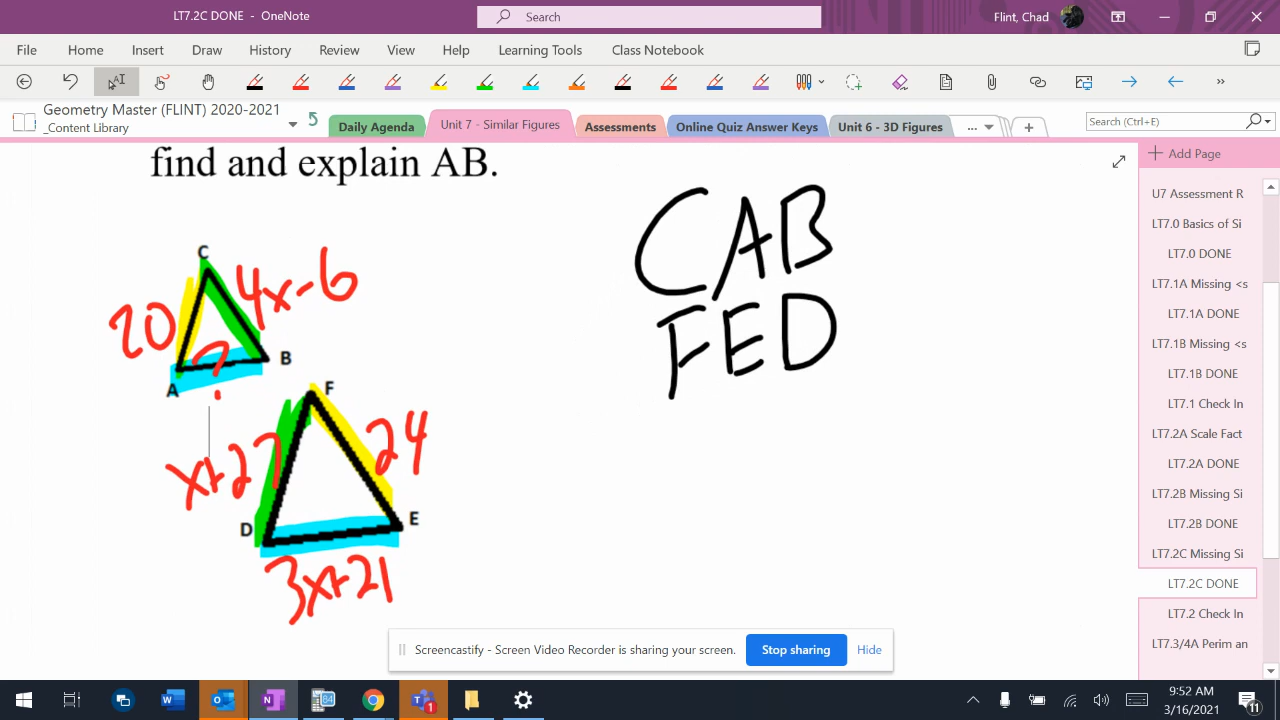 LT7.2C DONE - OneNote
Search
Flint, Chad
File Home Insert Draw History Review View Help Learning Tools Class Notebook
Geometry Master (FLINT) 2020-2021
_Content Library
Daily Agenda Unit 7 - Similar Figures Assessments Online Quiz Answer Keys Unit 6 - 3D Figures ... +
Search (Ctrl+E)
find and explain AB.
CAB
FED
C
20
4x-6
?
A
B
F
x+27
24
D
E
3x+21
Add Page
U7 Assessment R
LT7.0 Basics of Si
LT7.0 DONE
LT7.1A Missing <s
LT7.1A DONE
LT7.1B Missing <s
LT7.1B DONE
LT7.1 Check In
LT7.2A Scale Fact
LT7.2A DONE
LT7.2B Missing Si
LT7.2B DONE
LT7.2C Missing Si
LT7.2C DONE
LT7.2 Check In
LT7.3/4A Perim an
Screencastify - Screen Video Recorder is sharing your screen. Stop sharing Hide
84
1
9:52 AM
3/16/2021
11